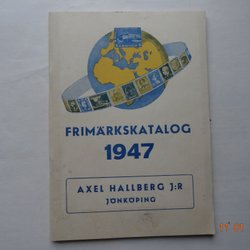 FRIMÄRKSKATALOG
1947
AXEL HALLBERG J:R
JÖNKÖPING